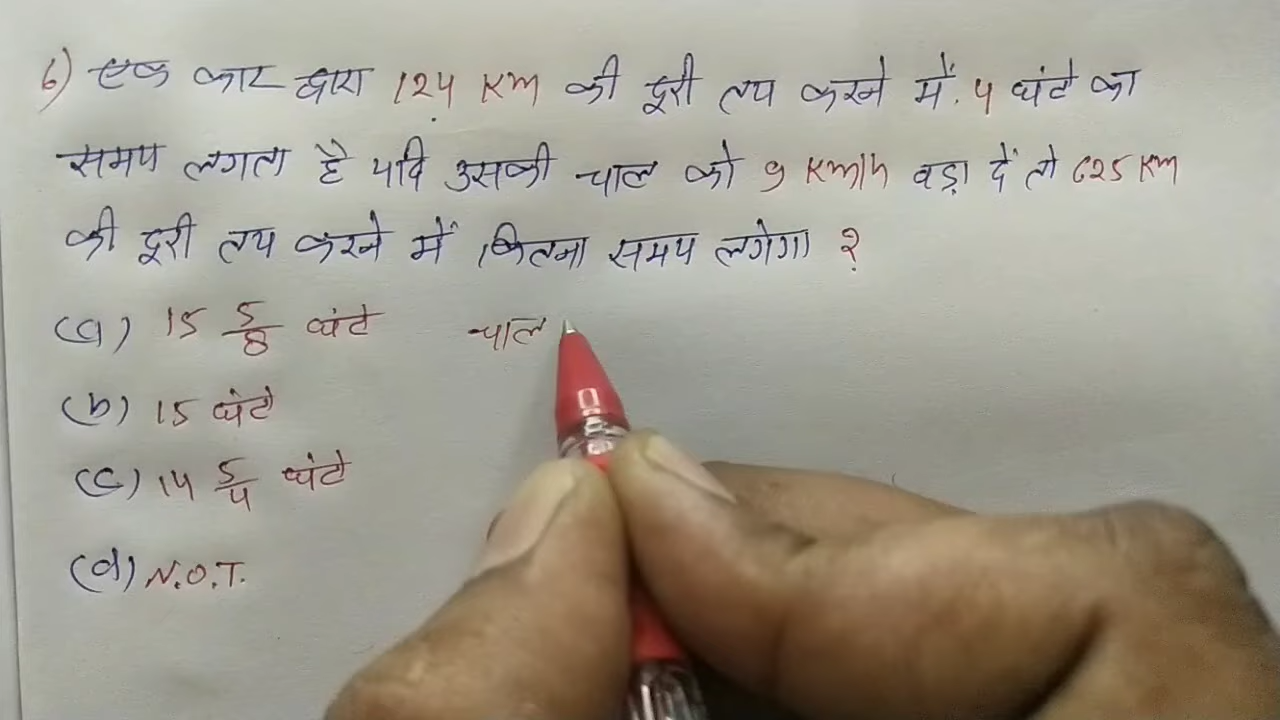 6) एक कार द्वारा 124 Km की दूरी तय करने में 4 घंटे का
समय लगता है यदि उसकी चाल को 9 Km/h बड़ा दें तो 625 Km
की दूरी तय करने में कितना समय लगेगा ?
(a) 15 5/8 घंटे
चाल
(b) 15 घंटे
(c) 14 5/4 घंटे
(d) N.O.T.